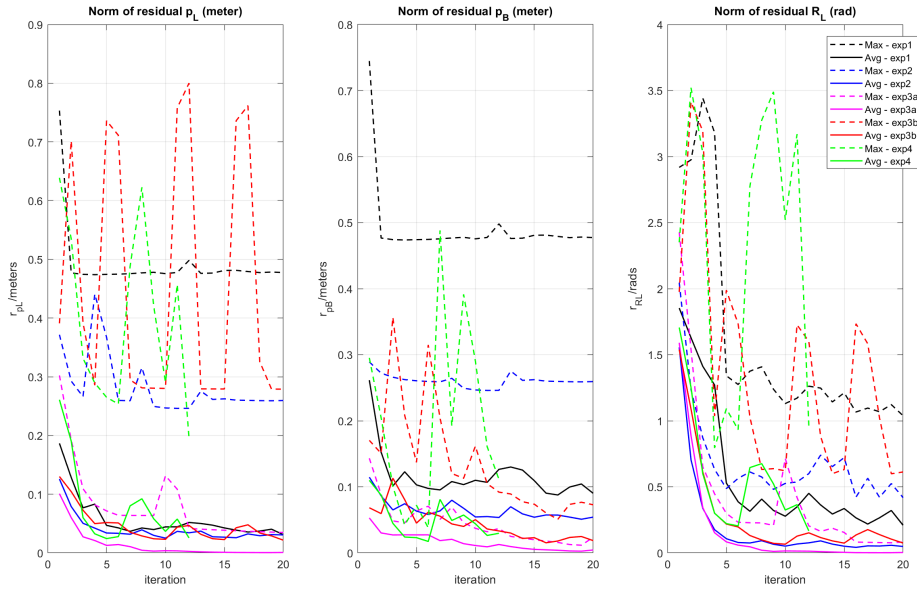 Norm of residual p_L (meter)
0.9
0.8
0.7
0.6
0.5
0.4
0.3
0.2
0.1
0
0 5 10 15 20
r_pL/meters
iteration
Norm of residual p_B (meter)
0.8
0.7
0.6
0.5
0.4
0.3
0.2
0.1
0
0 5 10 15 20
r_pB/meters
iteration
Norm of residual R_L (rad)
4
3.5
3
2.5
2
1.5
1
0.5
0
0 5 10 15 20
r_RL/rads
iteration
Max - exp1
Avg - exp1
Max - exp2
Avg - exp2
Max - exp3a
Avg - exp3a
Max - exp3b
Avg - exp3b
Max - exp4
Avg - exp4